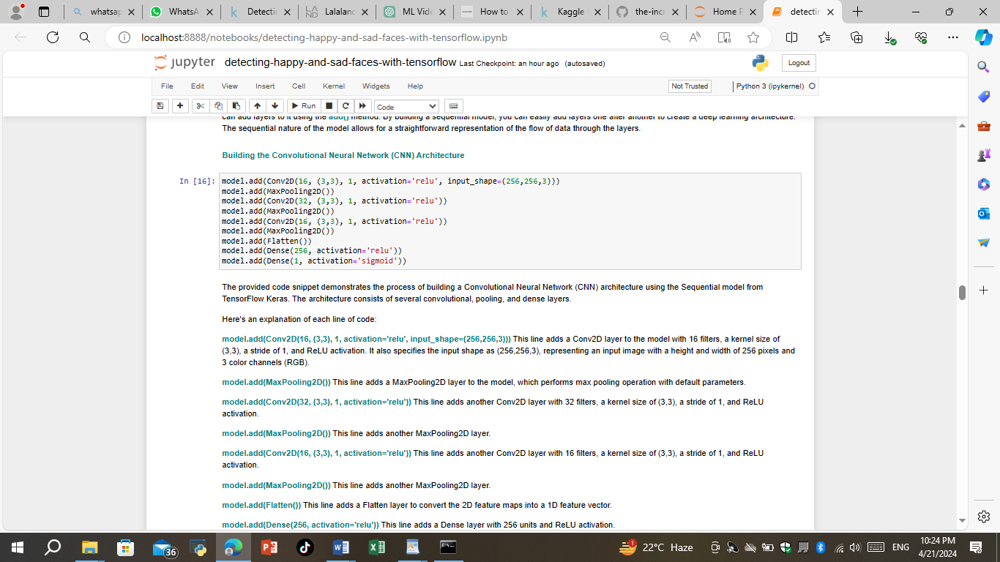 whatsap
WhatsA
Detectin
LA
ND
Lalalanc
ML Vide
How to
Kaggle
the-incr
Home P
detectin
localhost:8888/notebooks/detecting-happy-and-sad-faces-with-tensorflow.ipynb
jupyter detecting-happy-and-sad-faces-with-tensorflow Last Checkpoint: an hour ago (autosaved)
Logout
File Edit View Insert Cell Kernel Widgets Help
Not Trusted
Python 3 (ipykernel)
Run
Code
can add layers to it using the add() method. By building a sequential model, you can easily add layers one after another to create a deep learning architecture.
The sequential nature of the model allows for a straightforward representation of the flow of data through the layers.
Building the Convolutional Neural Network (CNN) Architecture
In [16]: model.add(Conv2D(16, (3,3), 1, activation='relu', input_shape=(256,256,3)))
model.add(MaxPooling2D())
model.add(Conv2D(32, (3,3), 1, activation='relu'))
model.add(MaxPooling2D())
model.add(Conv2D(16, (3,3), 1, activation='relu'))
model.add(MaxPooling2D())
model.add(Flatten())
model.add(Dense(256, activation='relu'))
model.add(Dense(1, activation='sigmoid'))
The provided code snippet demonstrates the process of building a Convolutional Neural Network (CNN) architecture using the Sequential model from
TensorFlow Keras. The architecture consists of several convolutional, pooling, and dense layers.
Here's an explanation of each line of code:
model.add(Conv2D(16, (3,3), 1, activation='relu', input_shape=(256,256,3))) This line adds a Conv2D layer to the model with 16 filters, a kernel size of
(3,3), a stride of 1, and ReLU activation. It also specifies the input shape as (256,256,3), representing an input image with a height and width of 256 pixels and
3 color channels (RGB).
model.add(MaxPooling2D()) This line adds a MaxPooling2D layer to the model, which performs max pooling operation with default parameters.
model.add(Conv2D(32, (3,3), 1, activation='relu')) This line adds another Conv2D layer with 32 filters, a kernel size of (3,3), a stride of 1, and ReLU
activation.
model.add(MaxPooling2D()) This line adds another MaxPooling2D layer.
model.add(Conv2D(16, (3,3), 1, activation='relu')) This line adds another Conv2D layer with 16 filters, a kernel size of (3,3), a stride of 1, and ReLU
activation.
model.add(MaxPooling2D()) This line adds another MaxPooling2D layer.
model.add(Flatten()) This line adds a Flatten layer to convert the 2D feature maps into a 1D feature vector.
model.add(Dense(256, activation='relu')) This line adds a Dense layer with 256 units and ReLU activation.
36
1
22°C Haze
ENG
10:24 PM
4/21/2024